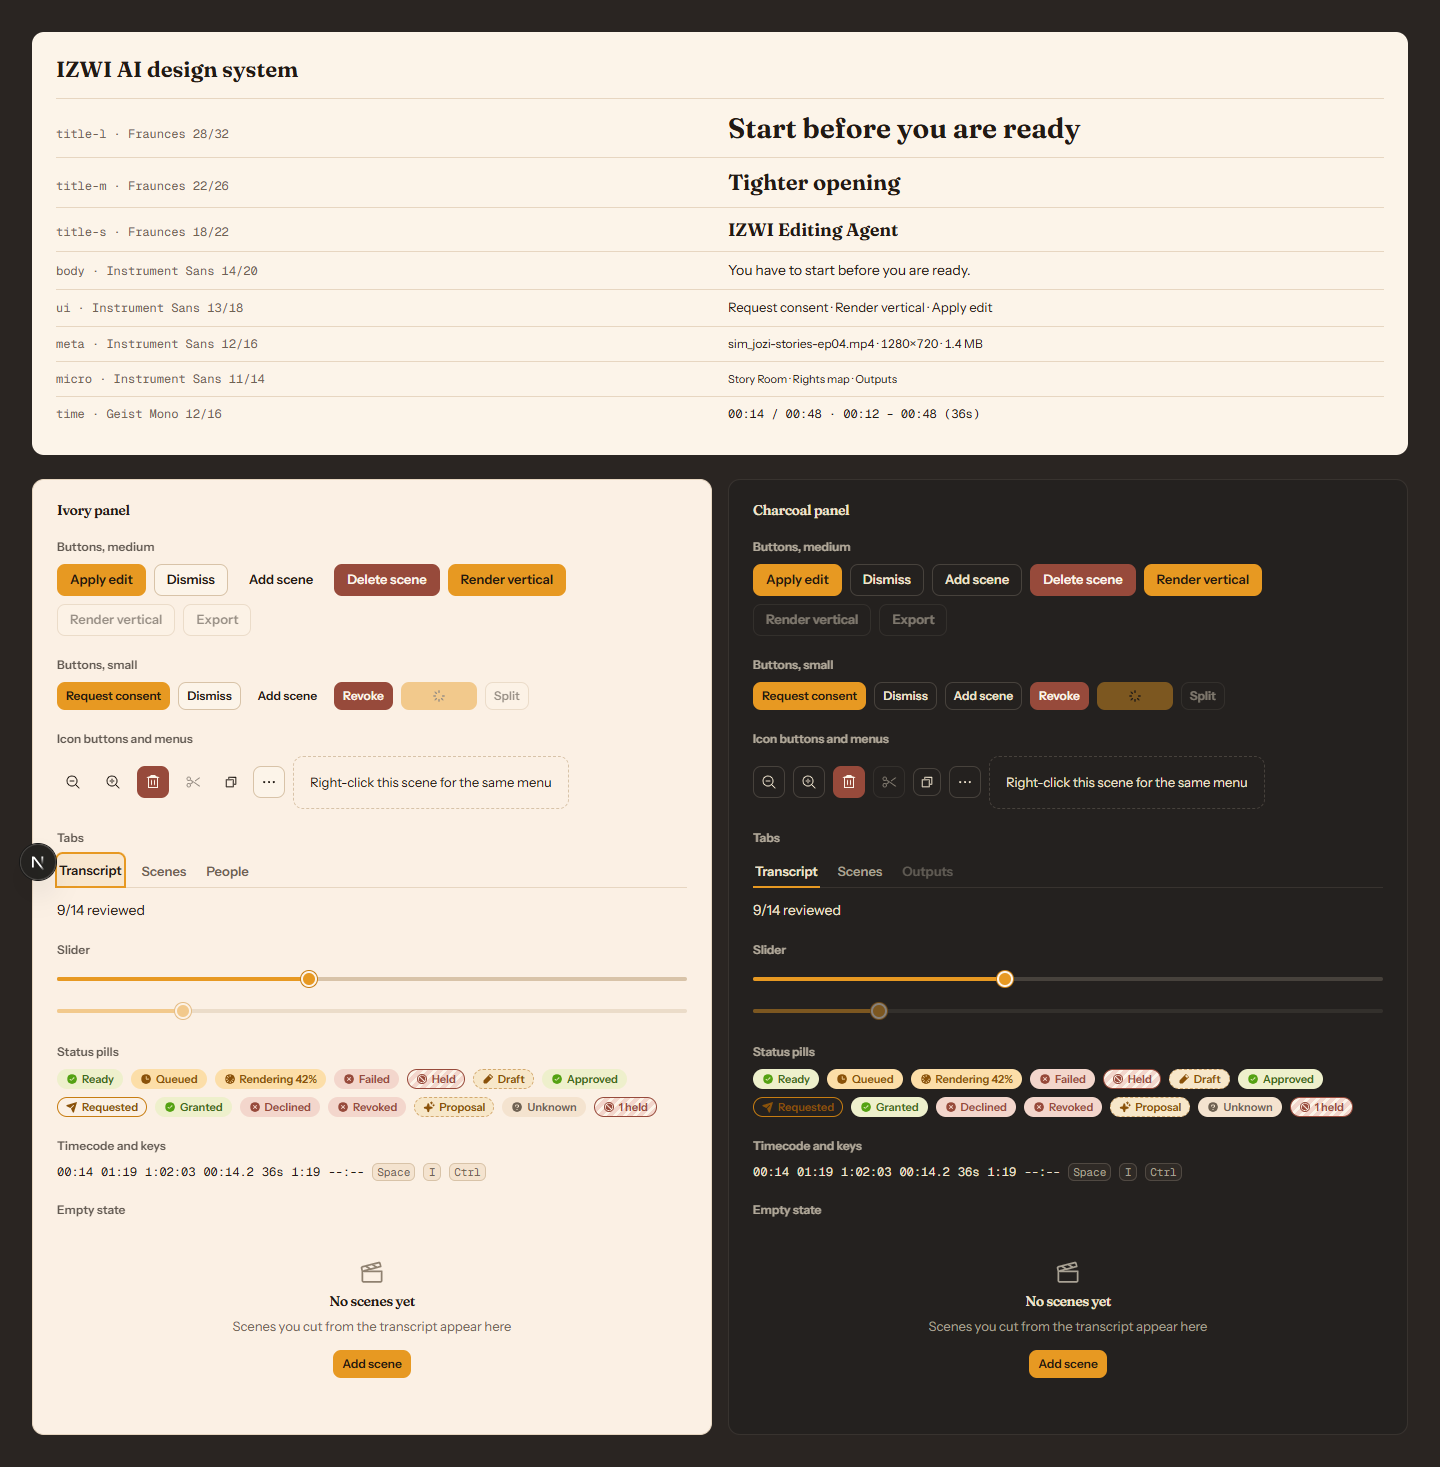 IZWI AI design system
title-l · Fraunces 28/32
Start before you are ready
title-m · Fraunces 22/26
Tighter opening
title-s · Fraunces 18/22
IZWI Editing Agent
body · Instrument Sans 14/20
You have to start before you are ready.
ui · Instrument Sans 13/18
Request consent · Render vertical · Apply edit
meta · Instrument Sans 12/16
sim_jozi-stories-ep04.mp4 · 1280×720 · 1.4 MB
micro · Instrument Sans 11/14
Story Room · Rights map · Outputs
time · Geist Mono 12/16
00:14 / 00:48 · 00:12 – 00:48 (36s)
Ivory panel
Buttons, medium
Apply edit Dismiss Add scene Delete scene Render vertical
Render vertical Export
Buttons, small
Request consent Dismiss Add scene Revoke Split
Icon buttons and menus
Right-click this scene for the same menu
Tabs
N
Transcript Scenes People
9/14 reviewed
Slider
Status pills
Ready Queued Rendering 42% Failed Held Draft Approved
Requested Granted Declined Revoked Proposal Unknown 1 held
Timecode and keys
00:14 01:19 1:02:03 00:14.2 36s 1:19 --:-- Space I Ctrl
Empty state
No scenes yet
Scenes you cut from the transcript appear here
Add scene
Charcoal panel
Buttons, medium
Apply edit Dismiss Add scene Delete scene Render vertical
Render vertical Export
Buttons, small
Request consent Dismiss Add scene Revoke Split
Icon buttons and menus
Right-click this scene for the same menu
Tabs
Transcript Scenes Outputs
9/14 reviewed
Slider
Status pills
Ready Queued Rendering 42% Failed Held Draft Approved
Requested Granted Declined Revoked Proposal Unknown 1 held
Timecode and keys
00:14 01:19 1:02:03 00:14.2 36s 1:19 --:-- Space I Ctrl
Empty state
No scenes yet
Scenes you cut from the transcript appear here
Add scene